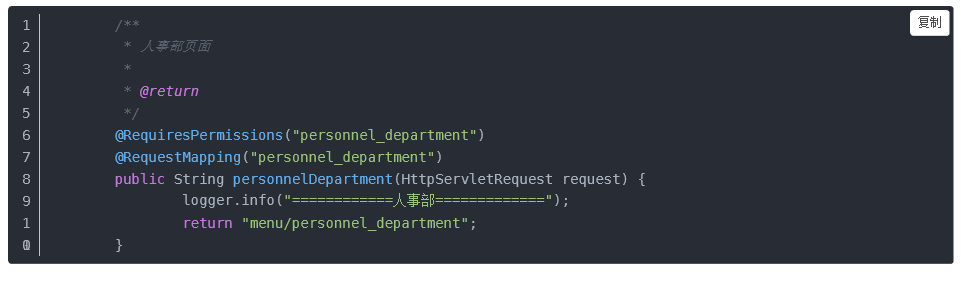 复制
1 /**
2 * 人事部页面
3 *
4 * @return
5 */
6 @RequiresPermissions("personnel_department")
7 @RequestMapping("personnel_department")
8 public String personnelDepartment(HttpServletRequest request) {
9 logger.info("============人事部=============");
1 return "menu/personnel_department";
}